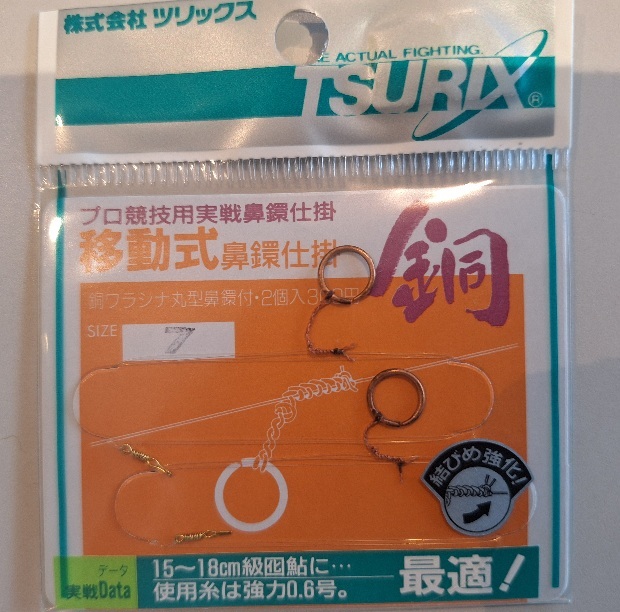 株式会社 ツリックス
E ACTUAL FIGHTING.
TSURIX®
プロ競技用実戦鼻鐶仕掛
移動式鼻鐶仕掛
銅
銅ワラシナ丸型鼻鐶付・2個入300円
SIZE 7
結びめ強化!
データ
実戦Data
15〜18cm級囮鮎に…
使用糸は強力0.6号。
最適!